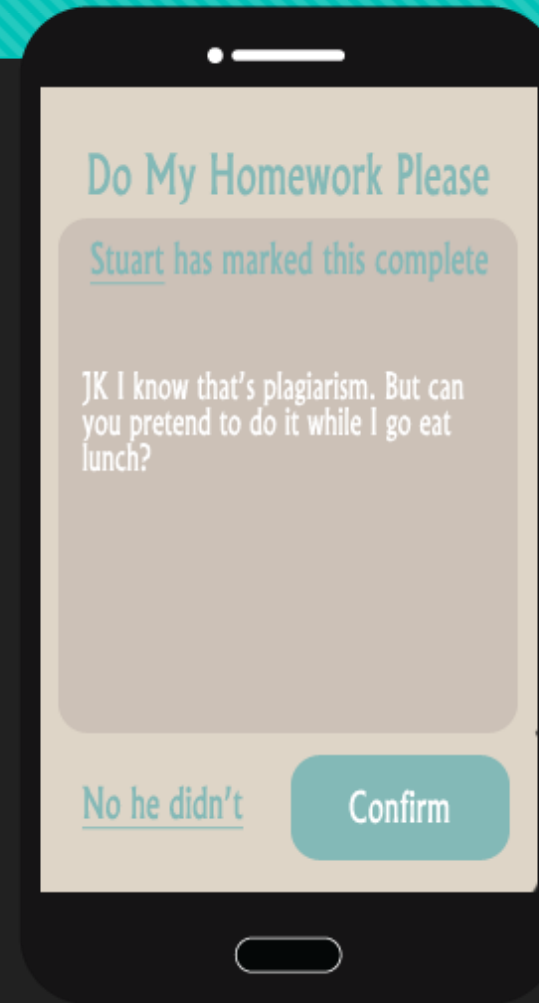 Do My Homework Please
Stuart has marked this complete
JK I know that's plagiarism. But can
you pretend to do it while I go eat
lunch?
No he didn't
Confirm